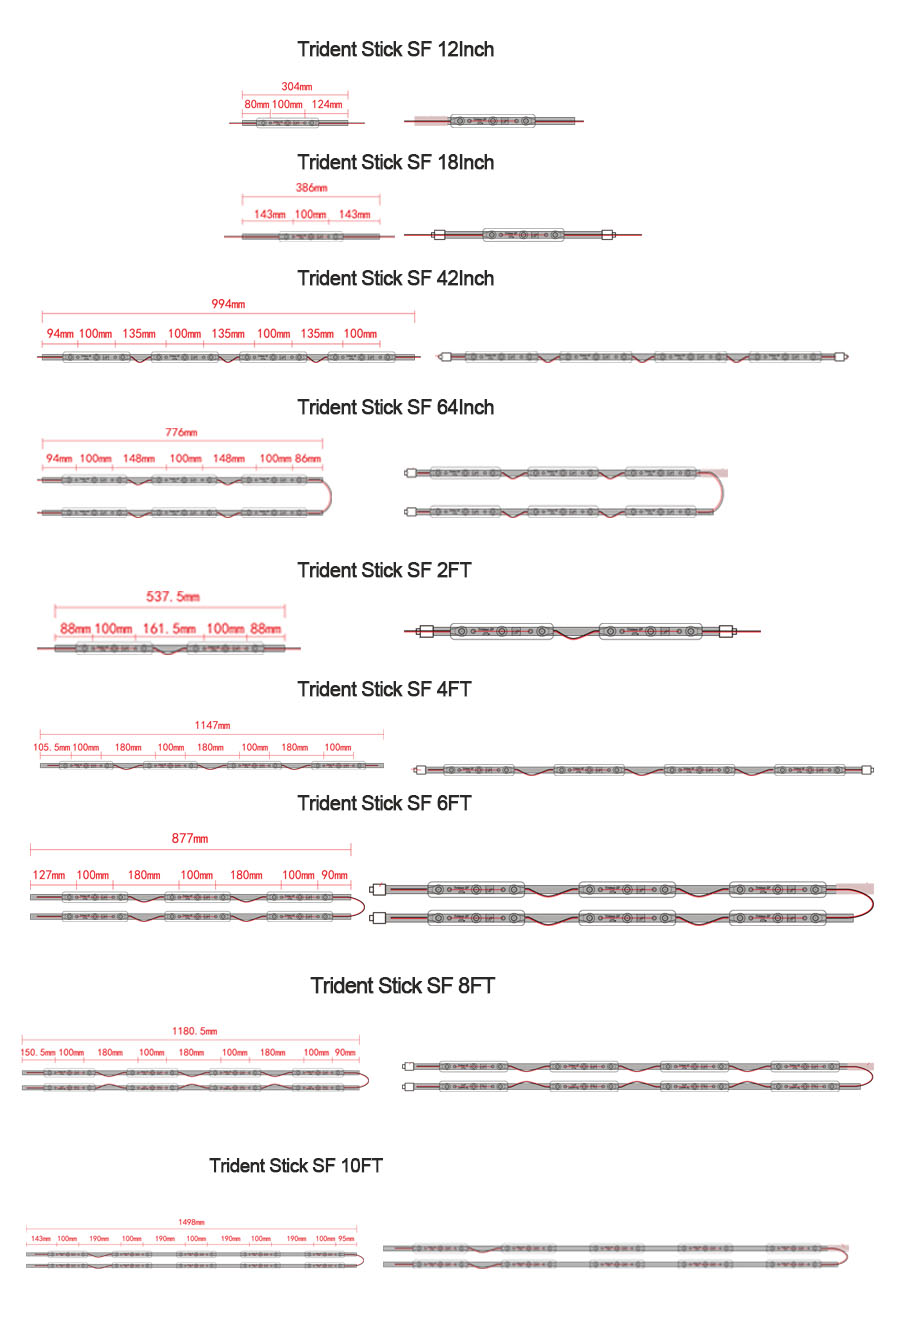 Trident Stick SF 12Inch
304mm
80mm 100mm 124mm
Trident Stick SF 18Inch
386mm
143mm 100mm 143mm
Trident Stick SF 42Inch
994mm
94mm 100mm 135mm 100mm 135mm 100mm 135mm 100mm
Trident Stick SF 64Inch
776mm
94mm 100mm 148mm 100mm 148mm 100mm 86mm
Trident Stick SF 2FT
537.5mm
88mm 100mm 161.5mm 100mm 88mm
Trident Stick SF 4FT
1147mm
105.5mm 100mm 180mm 100mm 180mm 100mm 180mm 100mm
Trident Stick SF 6FT
877mm
127mm 100mm 180mm 100mm 180mm 100mm 90mm
Trident Stick SF 8FT
1180.5mm
150.5mm 100mm 180mm 100mm 180mm 100mm 180mm 100mm 90mm
Trident Stick SF 10FT
1498mm
143mm 100mm 190mm 100mm 190mm 100mm 190mm 100mm 190mm 100mm 95mm